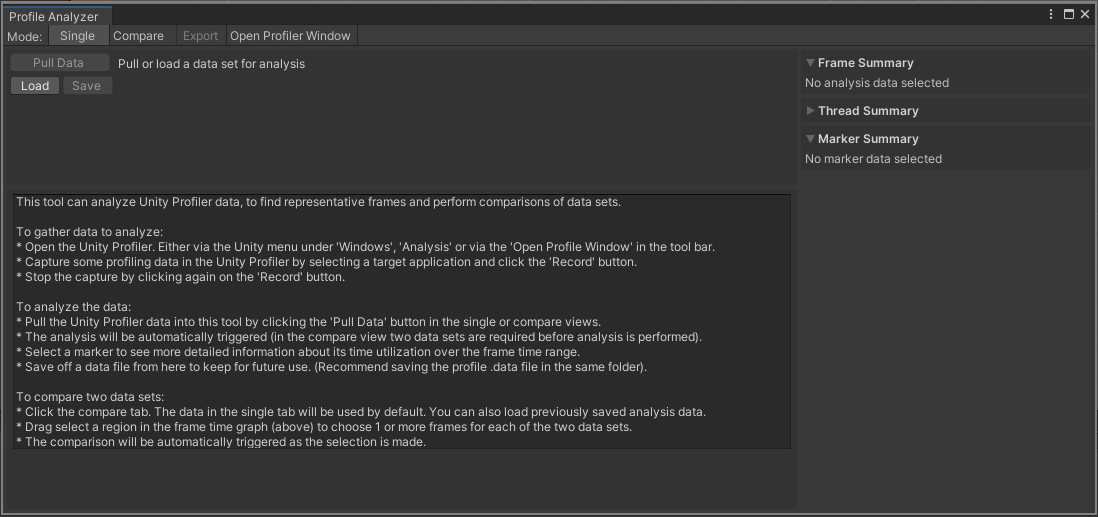 Profile Analyzer
Mode: Single Compare Export Open Profiler Window
Pull Data Pull or load a data set for analysis
Load Save
Frame Summary
No analysis data selected
Thread Summary
Marker Summary
No marker data selected
This tool can analyze Unity Profiler data, to find representative frames and perform comparisons of data sets.
To gather data to analyze:
* Open the Unity Profiler. Either via the Unity menu under 'Windows', 'Analysis' or via the 'Open Profile Window' in the tool bar.
* Capture some profiling data in the Unity Profiler by selecting a target application and click the 'Record' button.
* Stop the capture by clicking again on the 'Record' button.
To analyze the data:
* Pull the Unity Profiler data into this tool by clicking the 'Pull Data' button in the single or compare views.
* The analysis will be automatically triggered (in the compare view two data sets are required before analysis is performed).
* Select a marker to see more detailed information about its time utilization over the frame time range.
* Save off a data file from here to keep for future use. (Recommend saving the profile .data file in the same folder).
To compare two data sets:
* Click the compare tab. The data in the single tab will be used by default. You can also load previously saved analysis data.
* Drag select a region in the frame time graph (above) to choose 1 or more frames for each of the two data sets.
* The comparison will be automatically triggered as the selection is made.